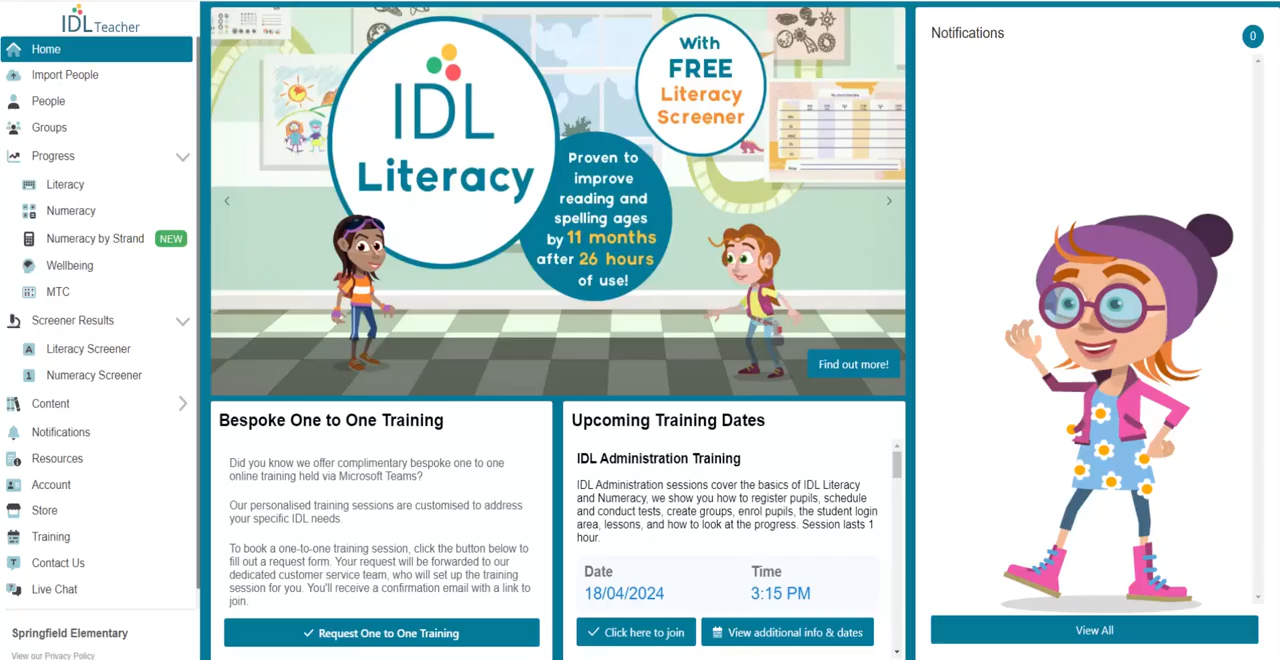 IDL Teacher
Home
Import People
People
Groups
Progress
Literacy
Numeracy
Numeracy by Strand NEW
Wellbeing
MTC
Screener Results
Literacy Screener
Numeracy Screener
Content
Notifications
Resources
Account
Store
Training
Contact Us
Live Chat
Springfield Elementary
View our Privacy Policy
IDL
Literacy
With
FREE
Literacy
Screener
Proven to
improve
reading and
spelling ages
by 11 months
after 26 hours
of use!
Find out more!
Bespoke One to One Training
Did you know we offer complimentary bespoke one to one
online training held via Microsoft Teams?
Our personalised training sessions are customised to address
your specific IDL needs.
To book a one-to-one training session, click the button below to
fill out a request form. Your request will be forwarded to our
dedicated customer service team, who will set up the training
session for you. You'll receive a confirmation email with a link to
join.
Request One to One Training
Upcoming Training Dates
IDL Administration Training
IDL Administration sessions cover the basics of IDL Literacy
and Numeracy, we show you how to register pupils, schedule
and conduct tests, create groups, enrol pupils, the student login
area, lessons, and how to look at the progress. Session lasts 1
hour.
Date Time
18/04/2024 3:15 PM
Click here to join View additional info & dates
Notifications 0
View All